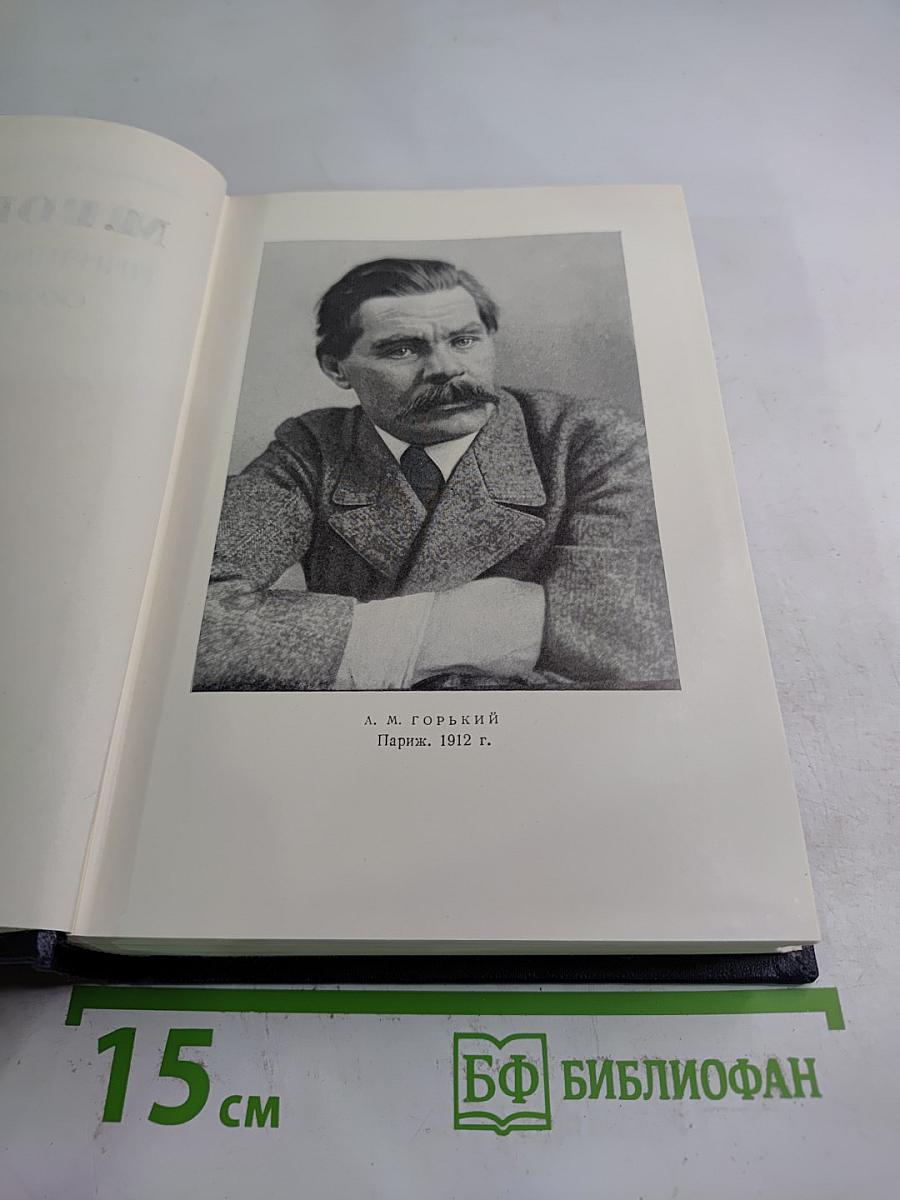 А. М. ГОРЬКИЙ
Париж. 1912 г.
15 см
БФ БИБЛИОФАН